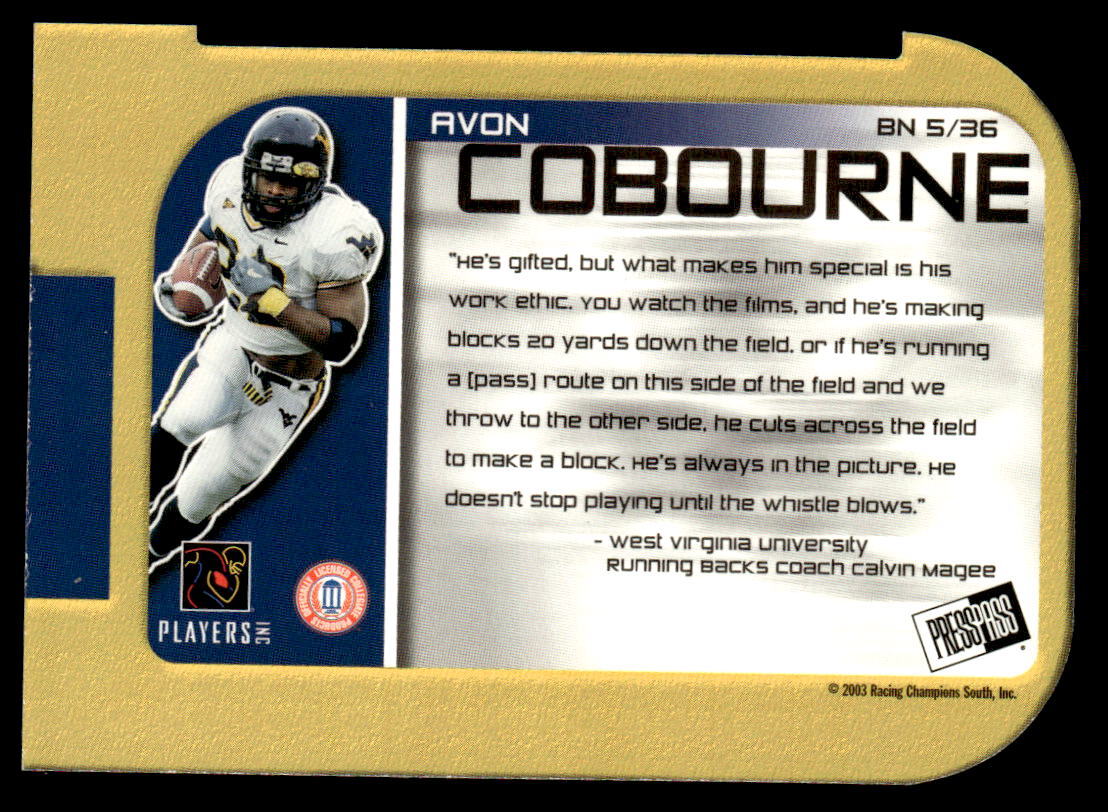 AVON
BN 5/36
COBOURNE
"He's gifted, but what makes him special is his
work ethic. You watch the films, and he's making
blocks 20 yards down the field. Or if he's running
a [pass] route on this side of the field and we
throw to the other side, he cuts across the field
to make a block. He's always in the picture. He
doesn't stop playing until the whistle blows."
- West Virginia University
Running Backs Coach Calvin Magee
PLAYERS INC
OFFICIALLY LICENSED COLLEGIATE PRODUCTS
PRESS PASS
© 2003 Racing Champions South, Inc.